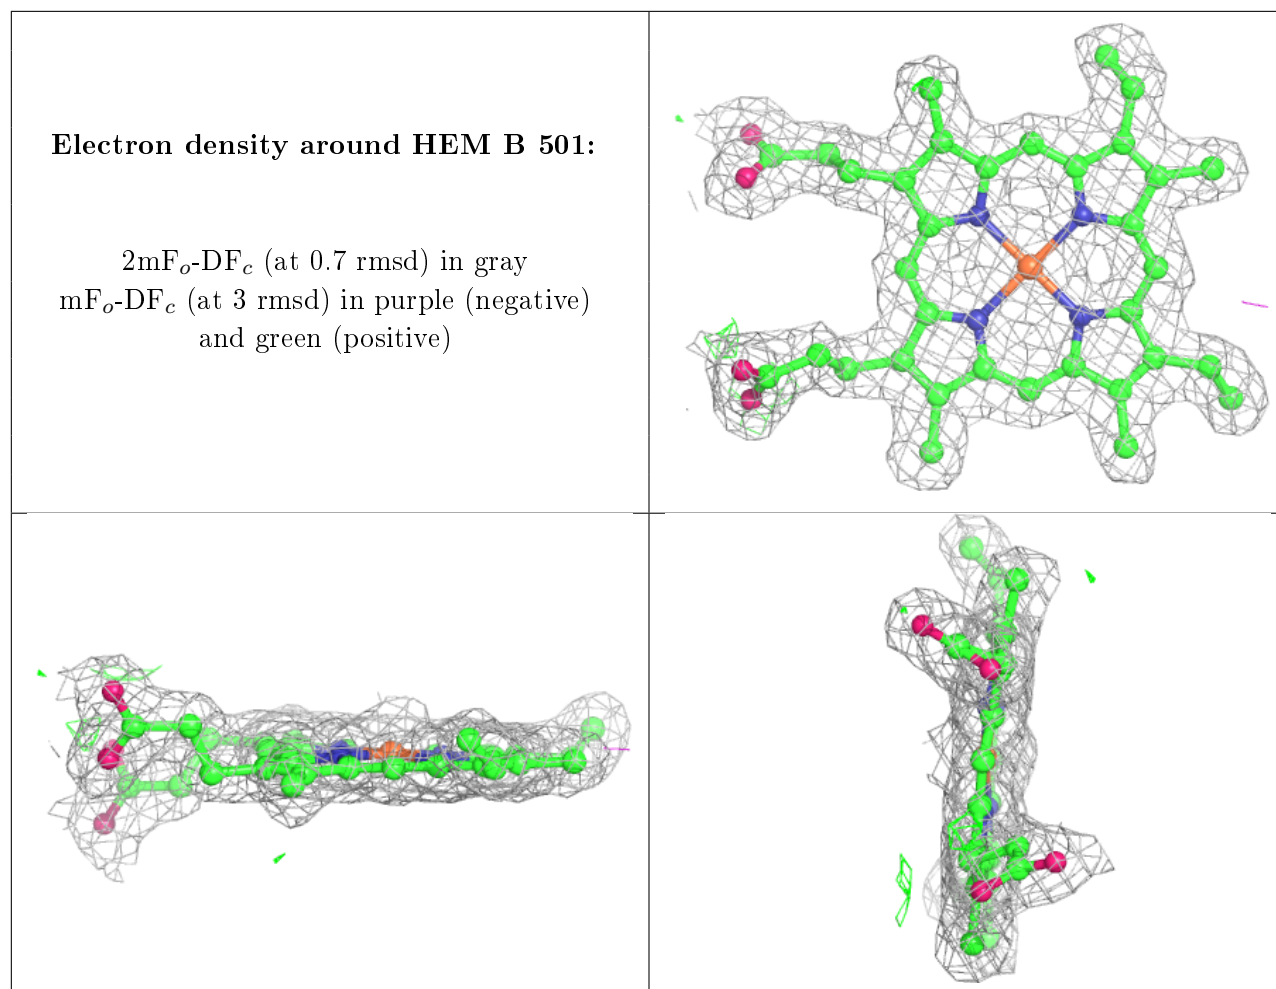 Electron density around HEM B 501:
2mFo-DFc (at 0.7 rmsd) in gray
mFo-DFc (at 3 rmsd) in purple (negative)
and green (positive)